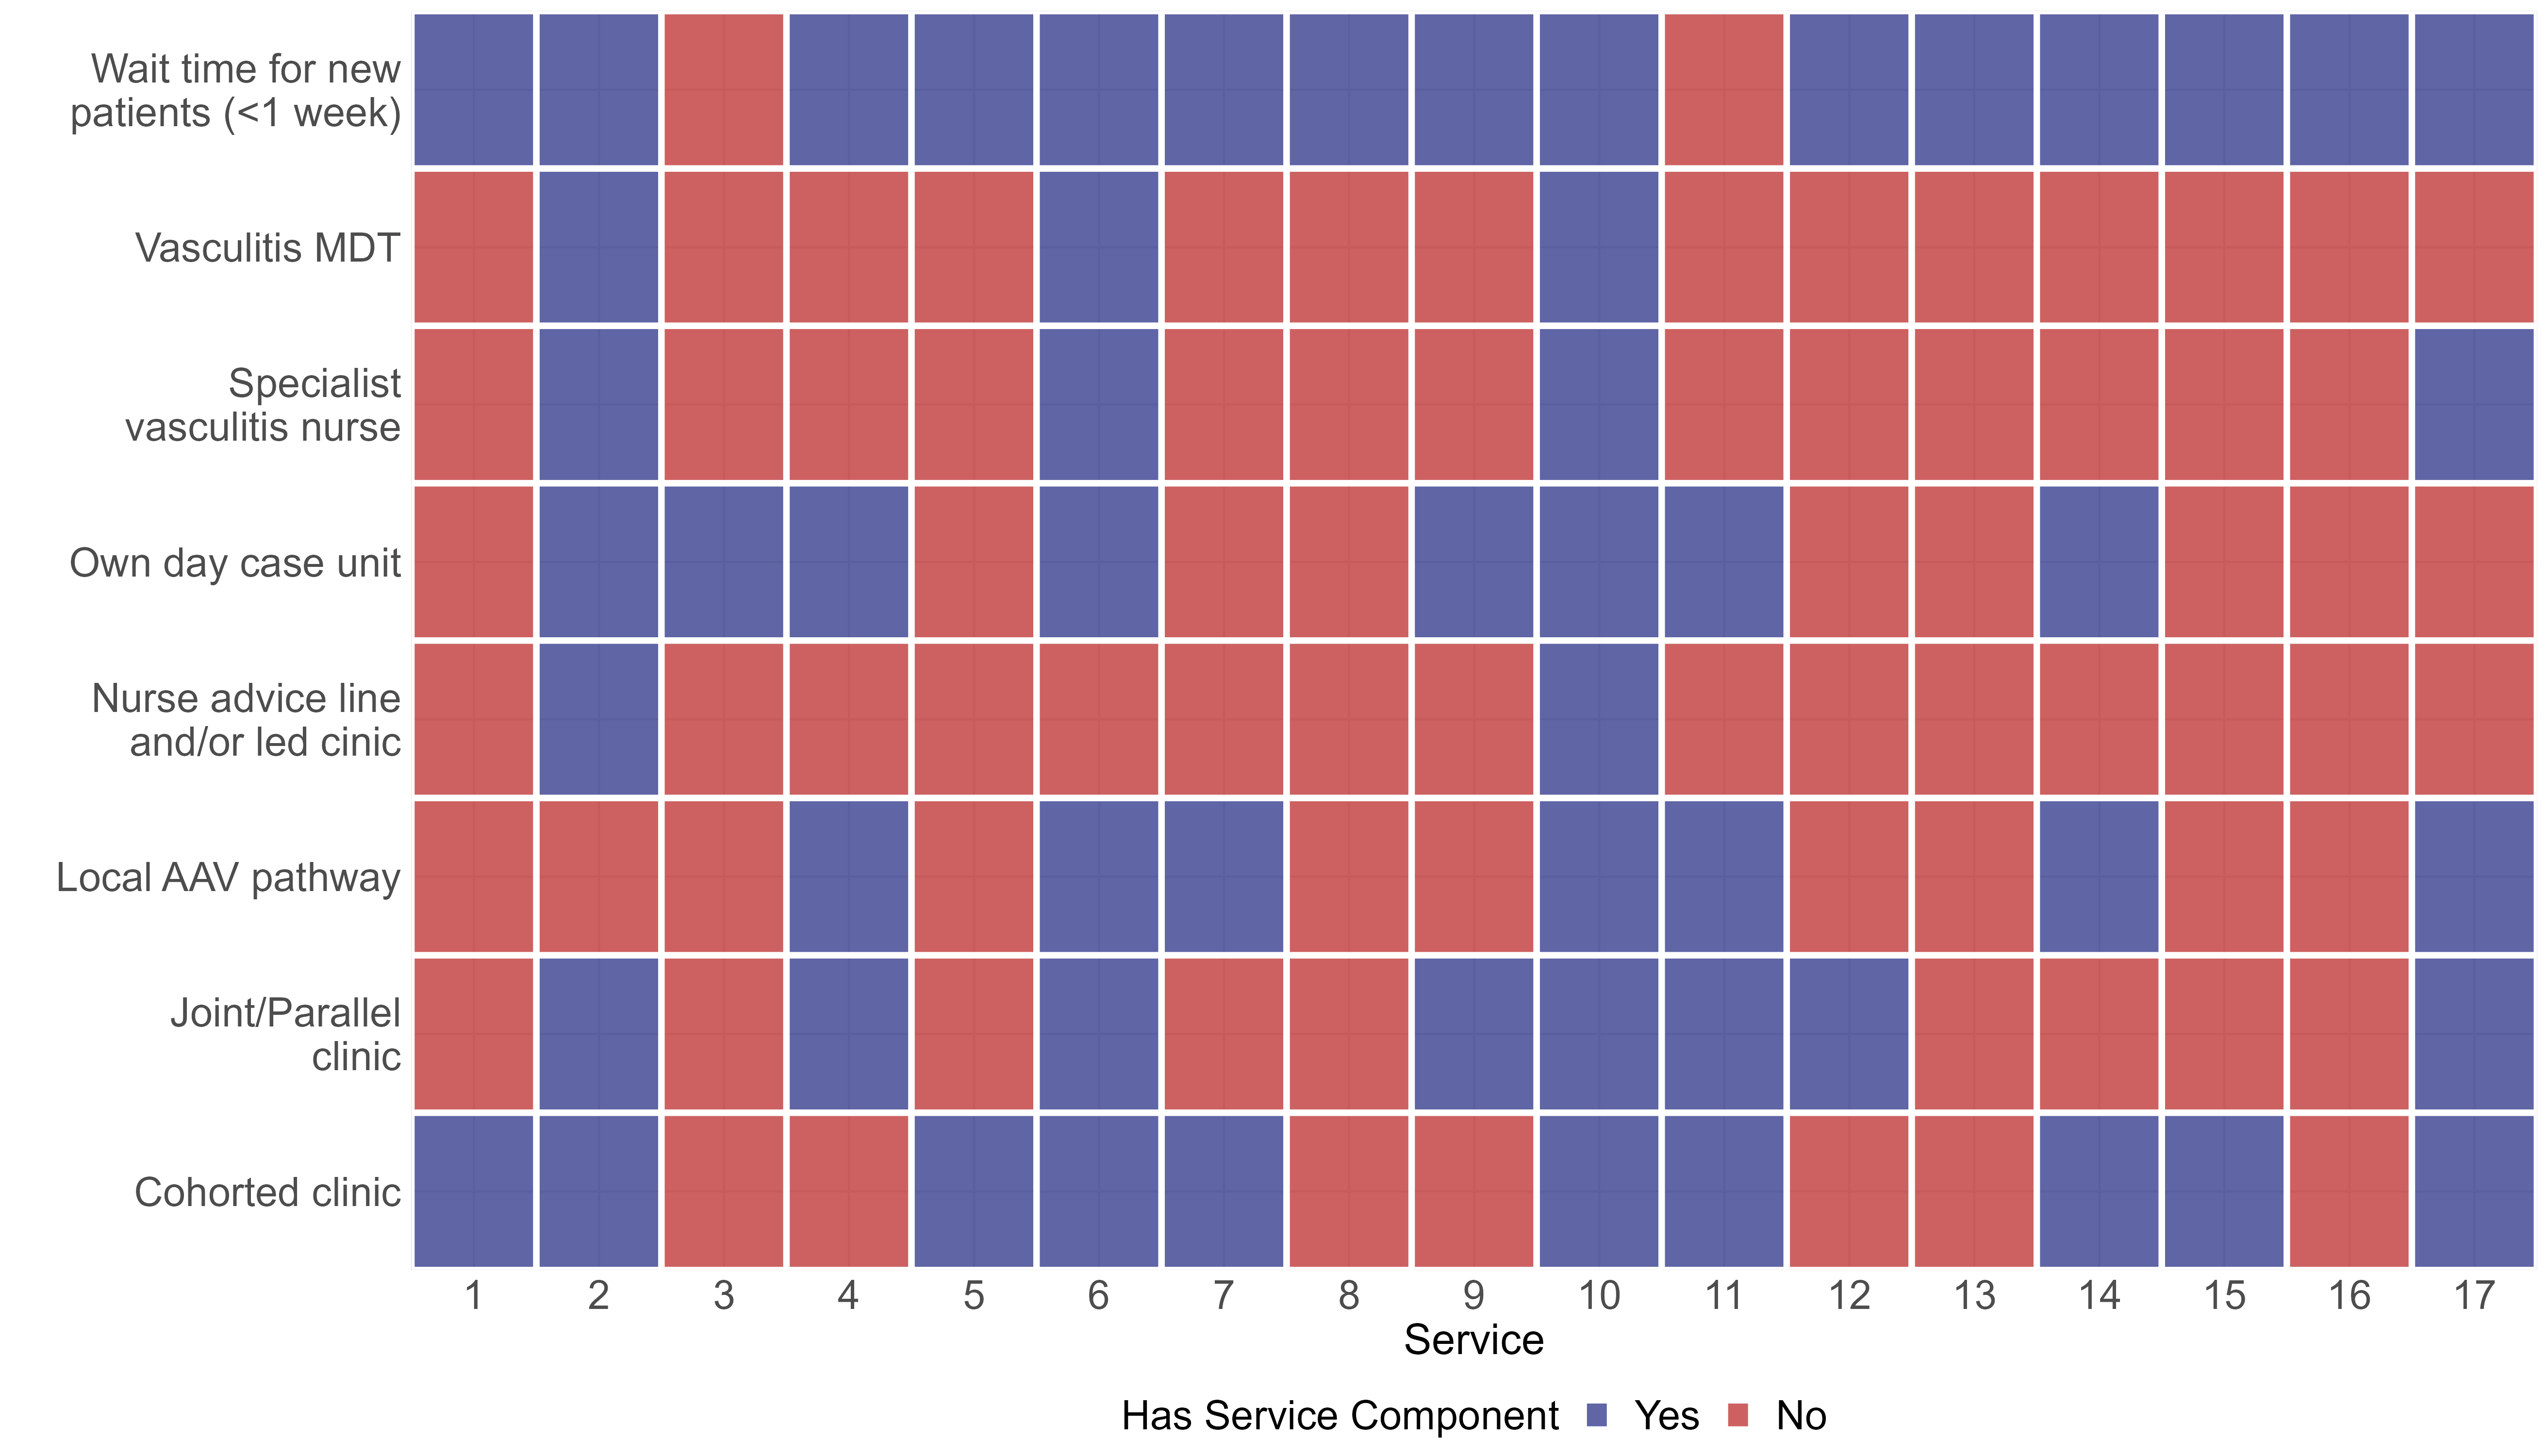 Wait time for new
patients (<1 week)
Vasculitis MDT
Specialist
vasculitis nurse
Own day case unit
Nurse advice line
and/or led cinic
Local AAV pathway
Joint/Parallel
clinic
Cohorted clinic
1 2 3 4 5 6 7 8 9 10 11 12 13 14 15 16 17
Service
Has Service Component Yes No